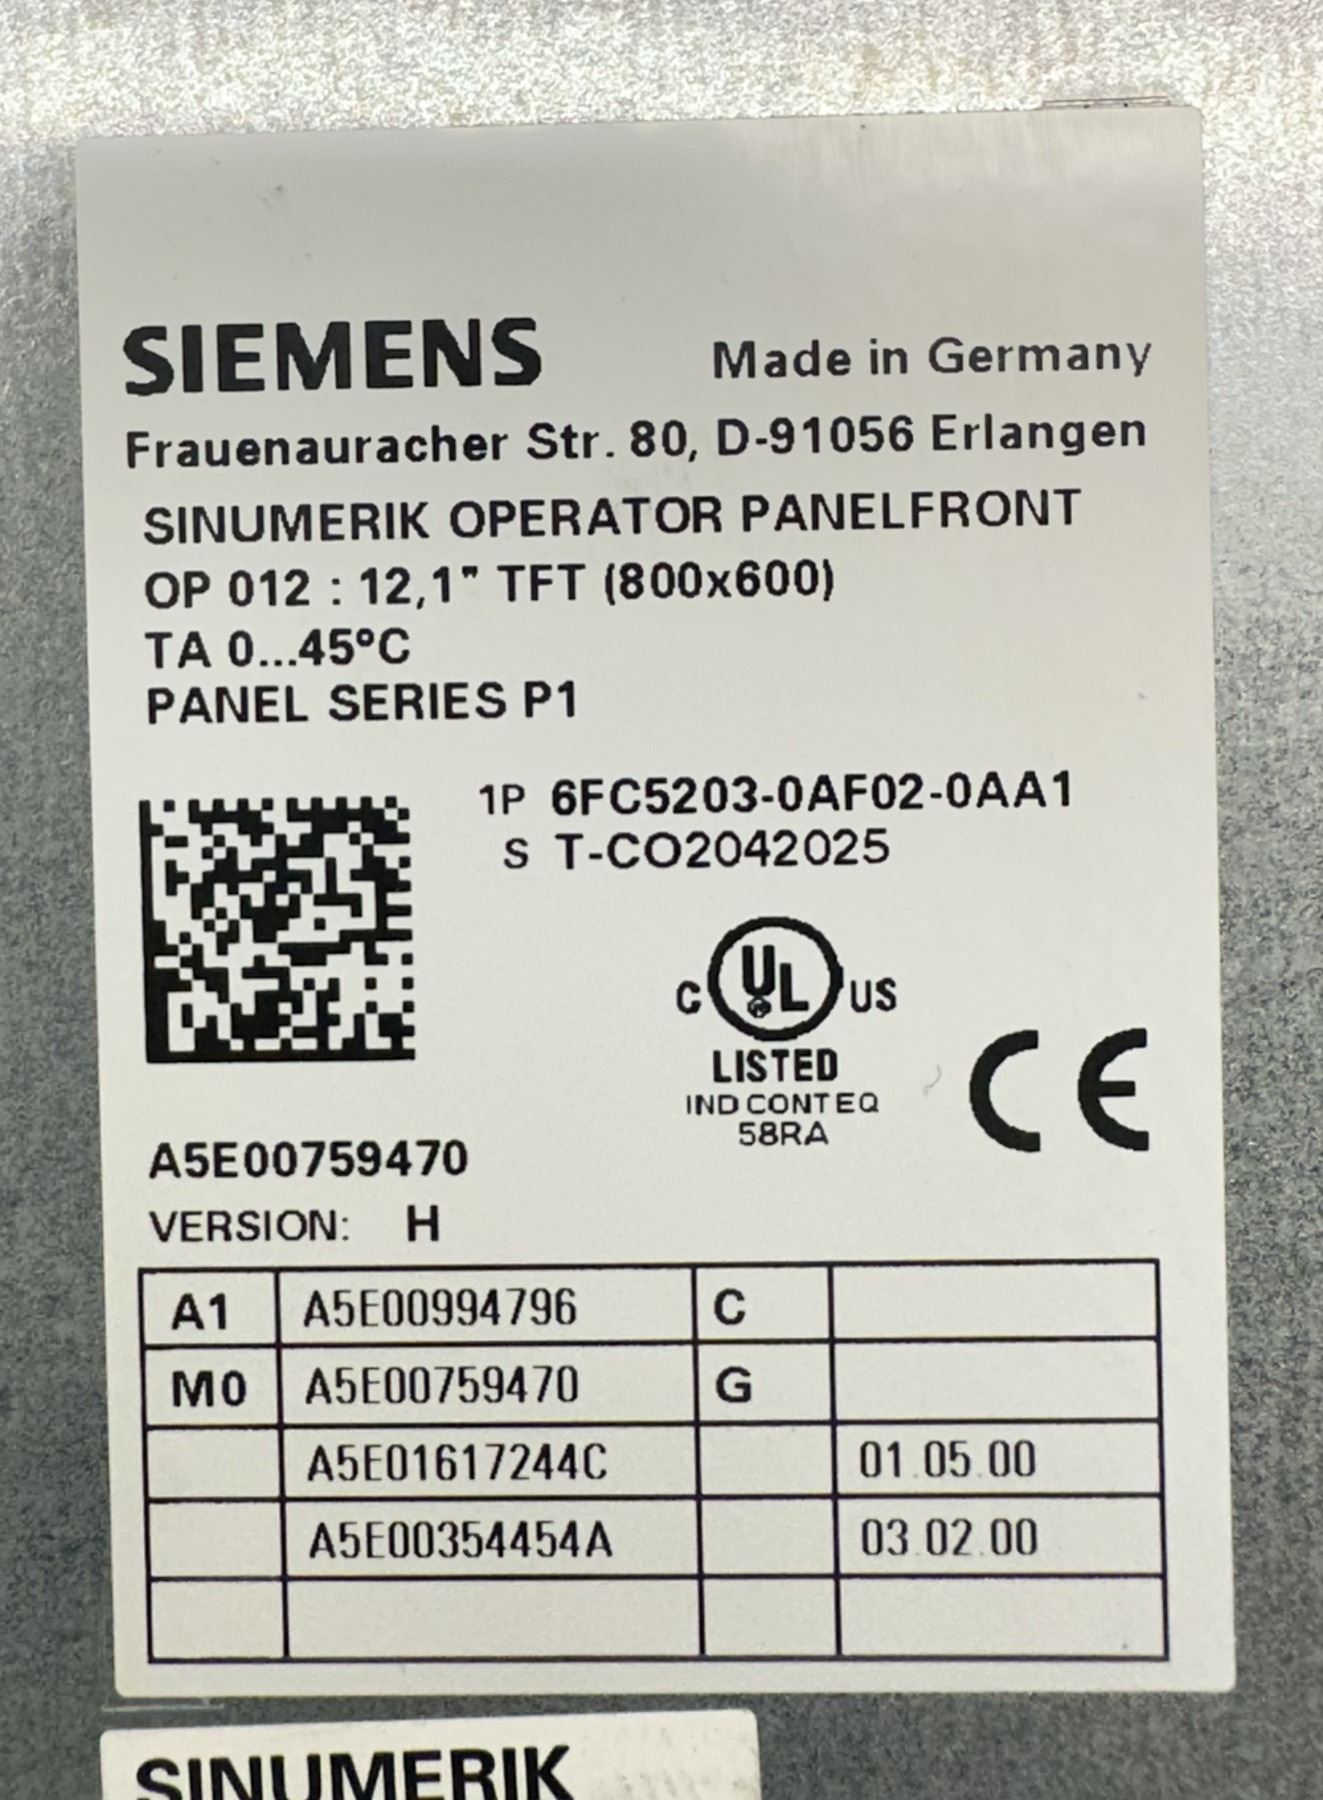 SIEMENS Made in Germany
Frauenauracher Str. 80, D-91056 Erlangen
SINUMERIK OPERATOR PANELFRONT
OP 012 : 12,1" TFT (800x600)
TA 0...45°C
PANEL SERIES P1
1P 6FC5203-0AF02-0AA1
S T-CO2042025
C UL US
LISTED
IND CONT EQ
58RA
CE
A5E00759470
VERSION: H
A1 A5E00994796 C
M0 A5E00759470 G
A5E01617244C 01.05.00
A5E00354454A 03.02.00
SINUMERIK